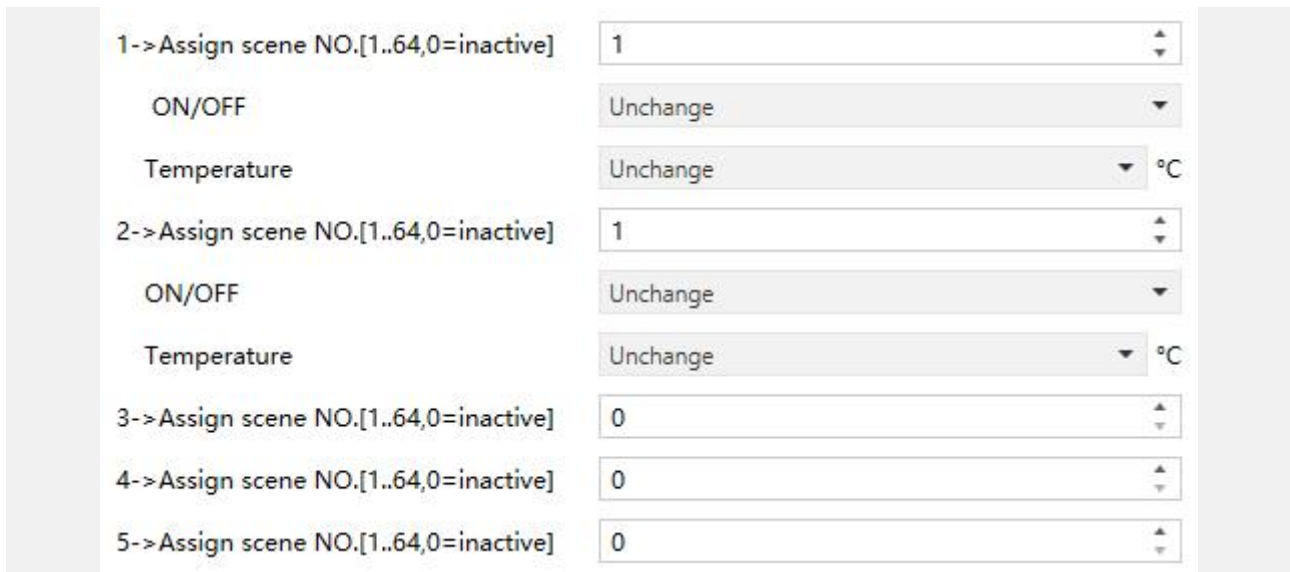 1->Assign scene NO.[1..64,0=inactive] 1
ON/OFF Unchange
Temperature Unchange °C
2->Assign scene NO.[1..64,0=inactive] 1
ON/OFF Unchange
Temperature Unchange °C
3->Assign scene NO.[1..64,0=inactive] 0
4->Assign scene NO.[1..64,0=inactive] 0
5->Assign scene NO.[1..64,0=inactive] 0